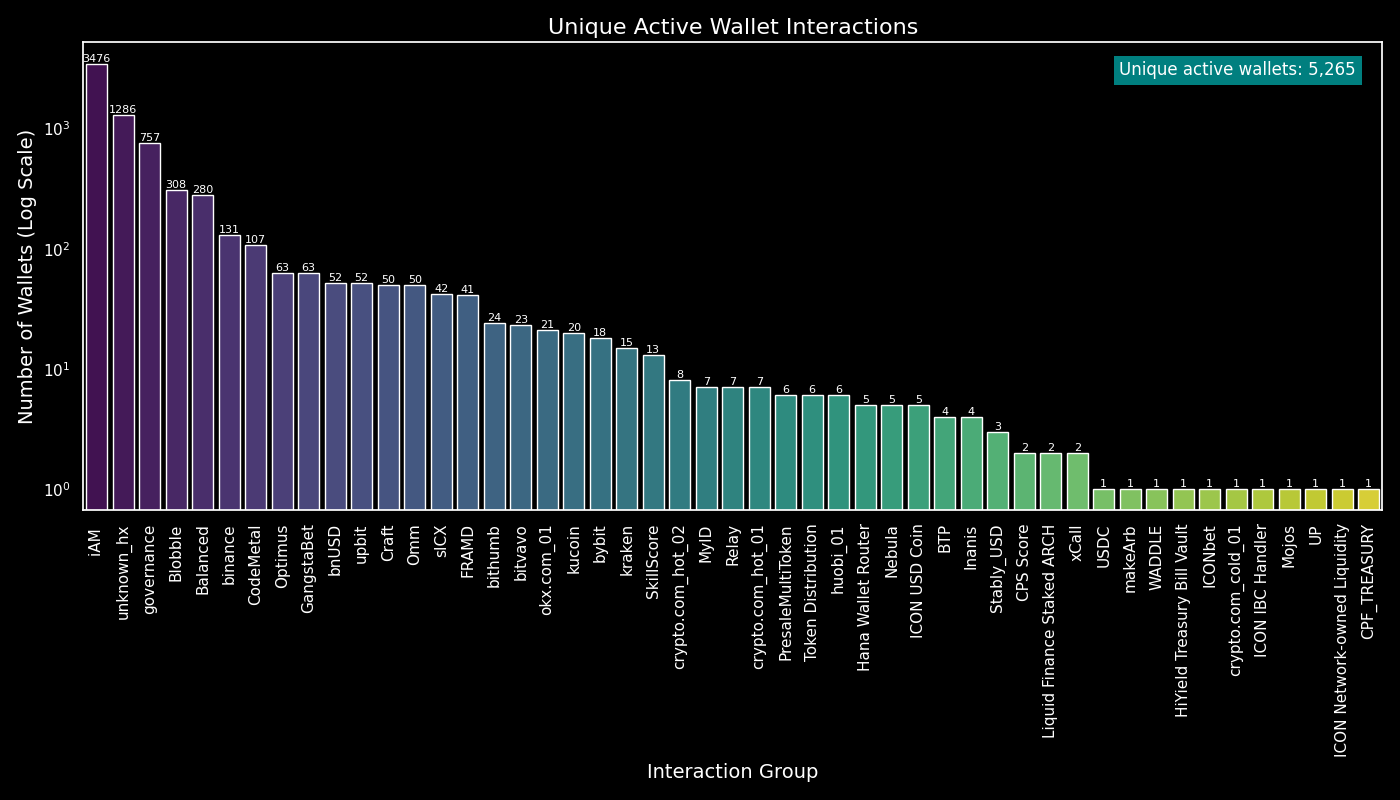 Unique Active Wallet Interactions
Unique active wallets: 5,265
Number of Wallets (Log Scale)
10³
10²
10¹
10⁰
3476
1286
757
308
280
131
107
63
63
52
52
50
50
42
41
24
23
21
20
18
15
13
8
7
7
7
6
6
6
5
5
5
4
4
3
2
2
2
1
1
1
1
1
1
1
1
1
1
1
iAM
unknown_hx
governance
Blobble
Balanced
binance
CodeMetal
Optimus
GangstaBet
bnUSD
upbit
Craft
Omm
sICX
FRAMD
bithumb
bitvavo
okx.com_01
kucoin
bybit
kraken
SkillScore
crypto.com_hot_02
MyID
Relay
crypto.com_hot_01
PresaleMultiToken
Token Distribution
huobi_01
Hana Wallet Router
Nebula
ICON USD Coin
BTP
Inanis
Stably_USD
CPS Score
Liquid Finance Staked ARCH
xCall
USDC
makeArb
WADDLE
HiYield Treasury Bill Vault
ICONbet
crypto.com_cold_01
ICON IBC Handler
Mojos
UP
ICON Network-owned Liquidity
CPF_TREASURY
Interaction Group